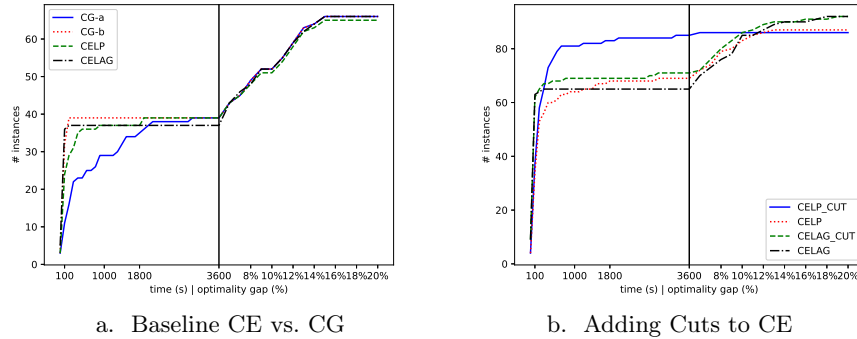 CG-a
CG-b
CELP
CELAG
60
50
40
30
20
10
0
# instances
100 1000 1800 3600 8% 10% 12% 14% 16% 18% 20%
time (s) | optimality gap (%)
a. Baseline CE vs. CG
80
60
40
20
0
# instances
CELP_CUT
CELP
CELAG_CUT
CELAG
100 1000 1800 3600 8% 10% 12% 14% 16% 18% 20%
time (s) | optimality gap (%)
b. Adding Cuts to CE